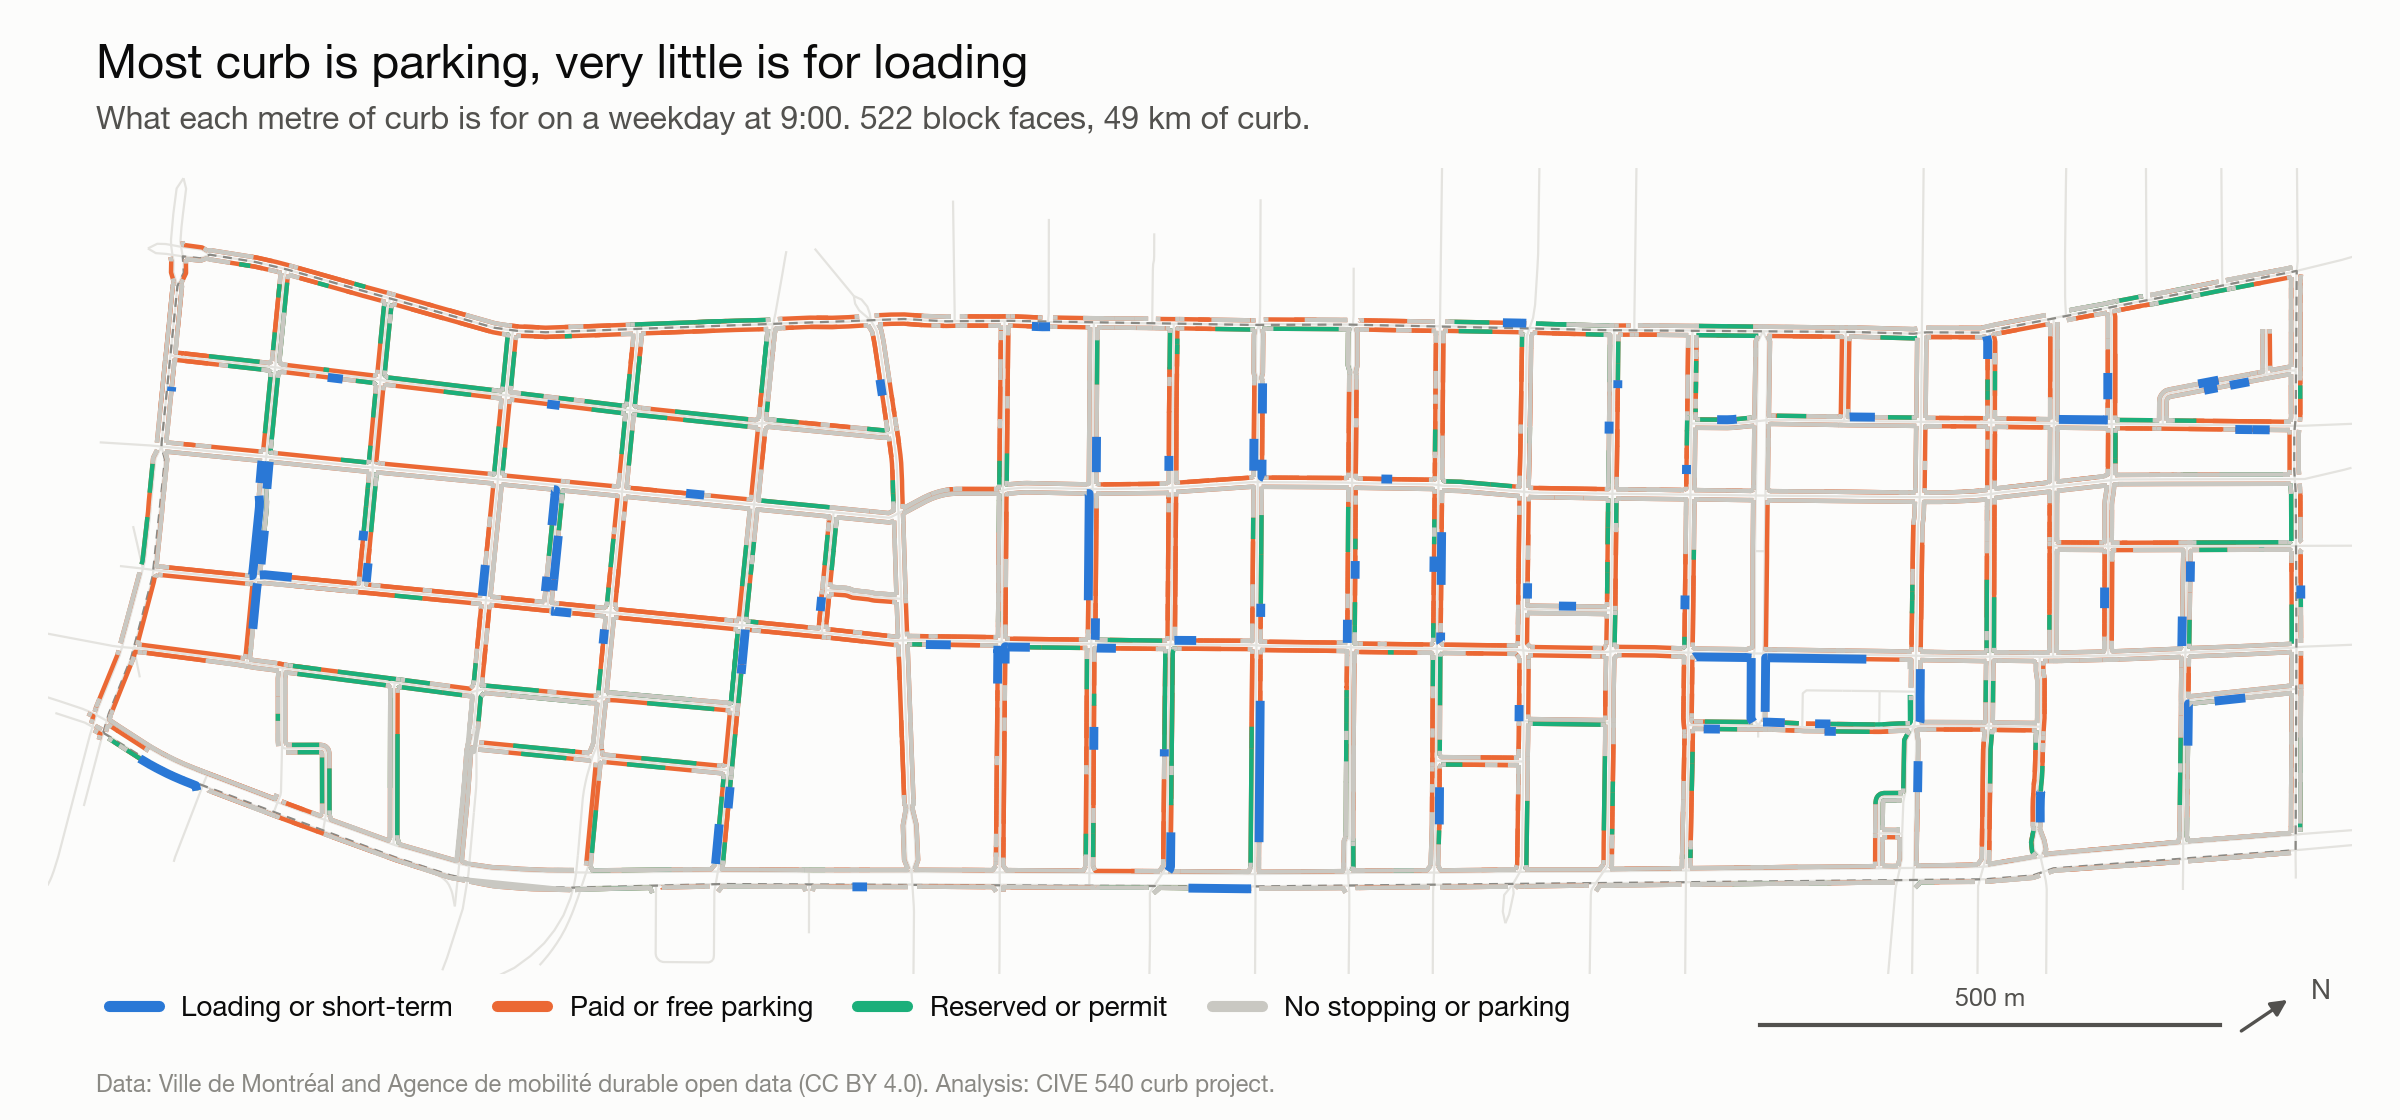 Most curb is parking, very little is for loading
What each metre of curb is for on a weekday at 9:00. 522 block faces, 49 km of curb.
Loading or short-term
Paid or free parking
Reserved or permit
No stopping or parking
500 m
N
Data: Ville de Montréal and Agence de mobilité durable open data (CC BY 4.0). Analysis: CIVE 540 curb project.